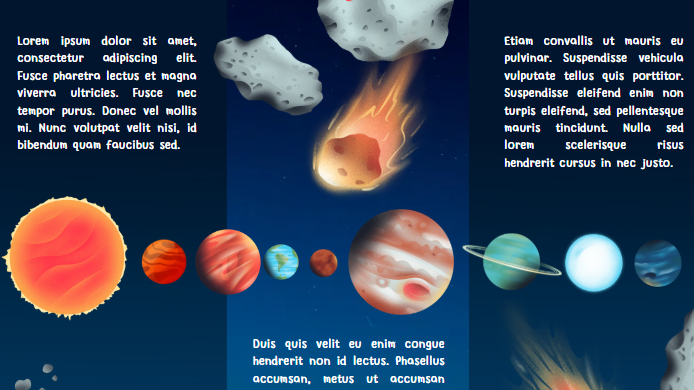 Lorem ipsum dolor sit amet,
consectetur adipiscing elit.
Fusce pharetra lectus et magna
viverra ultricies. Fusce nec
tempor purus. Donec vel mollis
mi. Nunc volutpat velit nisi, id
bibendum quam faucibus sed.
Duis quis velit eu enim congue
hendrerit non id lectus. Phasellus
accumsan, metus ut accumsan
Etiam convallis ut mauris eu
pulvinar. Suspendisse vehicula
vulputate tellus quis porttitor.
Suspendisse eleifend enim non
turpis eleifend, sed pellentesque
mauris tincidunt. Nulla sed
lorem scelerisque risus
hendrerit cursus in nec justo.